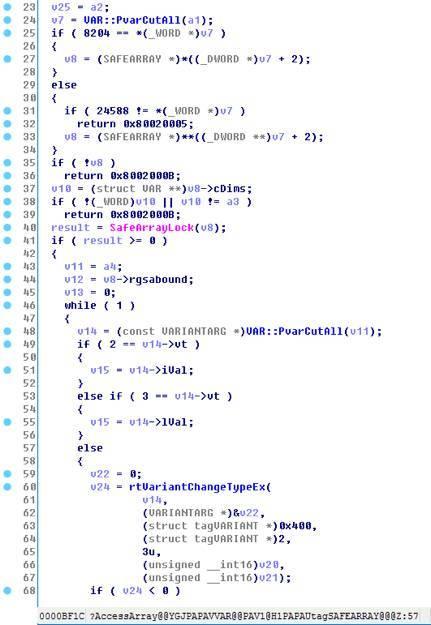 23 v25 = a2;
24 v7 = VAR::PvarCutAll(a1);
25 if ( 8204 == *(_WORD *)v7 )
26 {
27 v8 = (SAFEARRAY *)*((_DWORD *)v7 + 2);
28 }
29 else
30 {
31 if ( 24588 != *(_WORD *)v7 )
32 return 0x80020005;
33 v8 = (SAFEARRAY *)**((_DWORD **)v7 + 2);
34 }
35 if ( !v8 )
36 return 0x8002000B;
37 v10 = (struct VAR **)v8->cDims;
38 if ( !(_WORD)v10 || v10 != a3 )
39 return 0x8002000B;
40 result = SafeArrayLock(v8);
41 if ( result >= 0 )
42 {
43 v11 = a4;
44 v12 = v8->rgsabound;
45 v13 = 0;
46 while ( 1 )
47 {
48 v14 = (const VARIANTARG *)VAR::PvarCutAll(v11);
49 if ( 2 == v14->vt )
50 {
51 v15 = v14->iVal;
52 }
53 else if ( 3 == v14->vt )
54 {
55 v15 = v14->lVal;
56 }
57 else
58 {
59 v22 = 0;
60 v24 = rtVariantChangeTypeEx(
61 v14,
62 (VARIANTARG *)&v22,
63 (struct tagVARIANT *)0x400,
64 (struct tagVARIANT *)2,
65 3u,
66 (unsigned __int16)v20,
67 (unsigned __int16)v21);
68 if ( v24 < 0 )
0000BF1C ?AccessArray@@YGJPAPAVVAR@@PAV1@H1PAPAUtagSAFEARRAY@@@Z:57